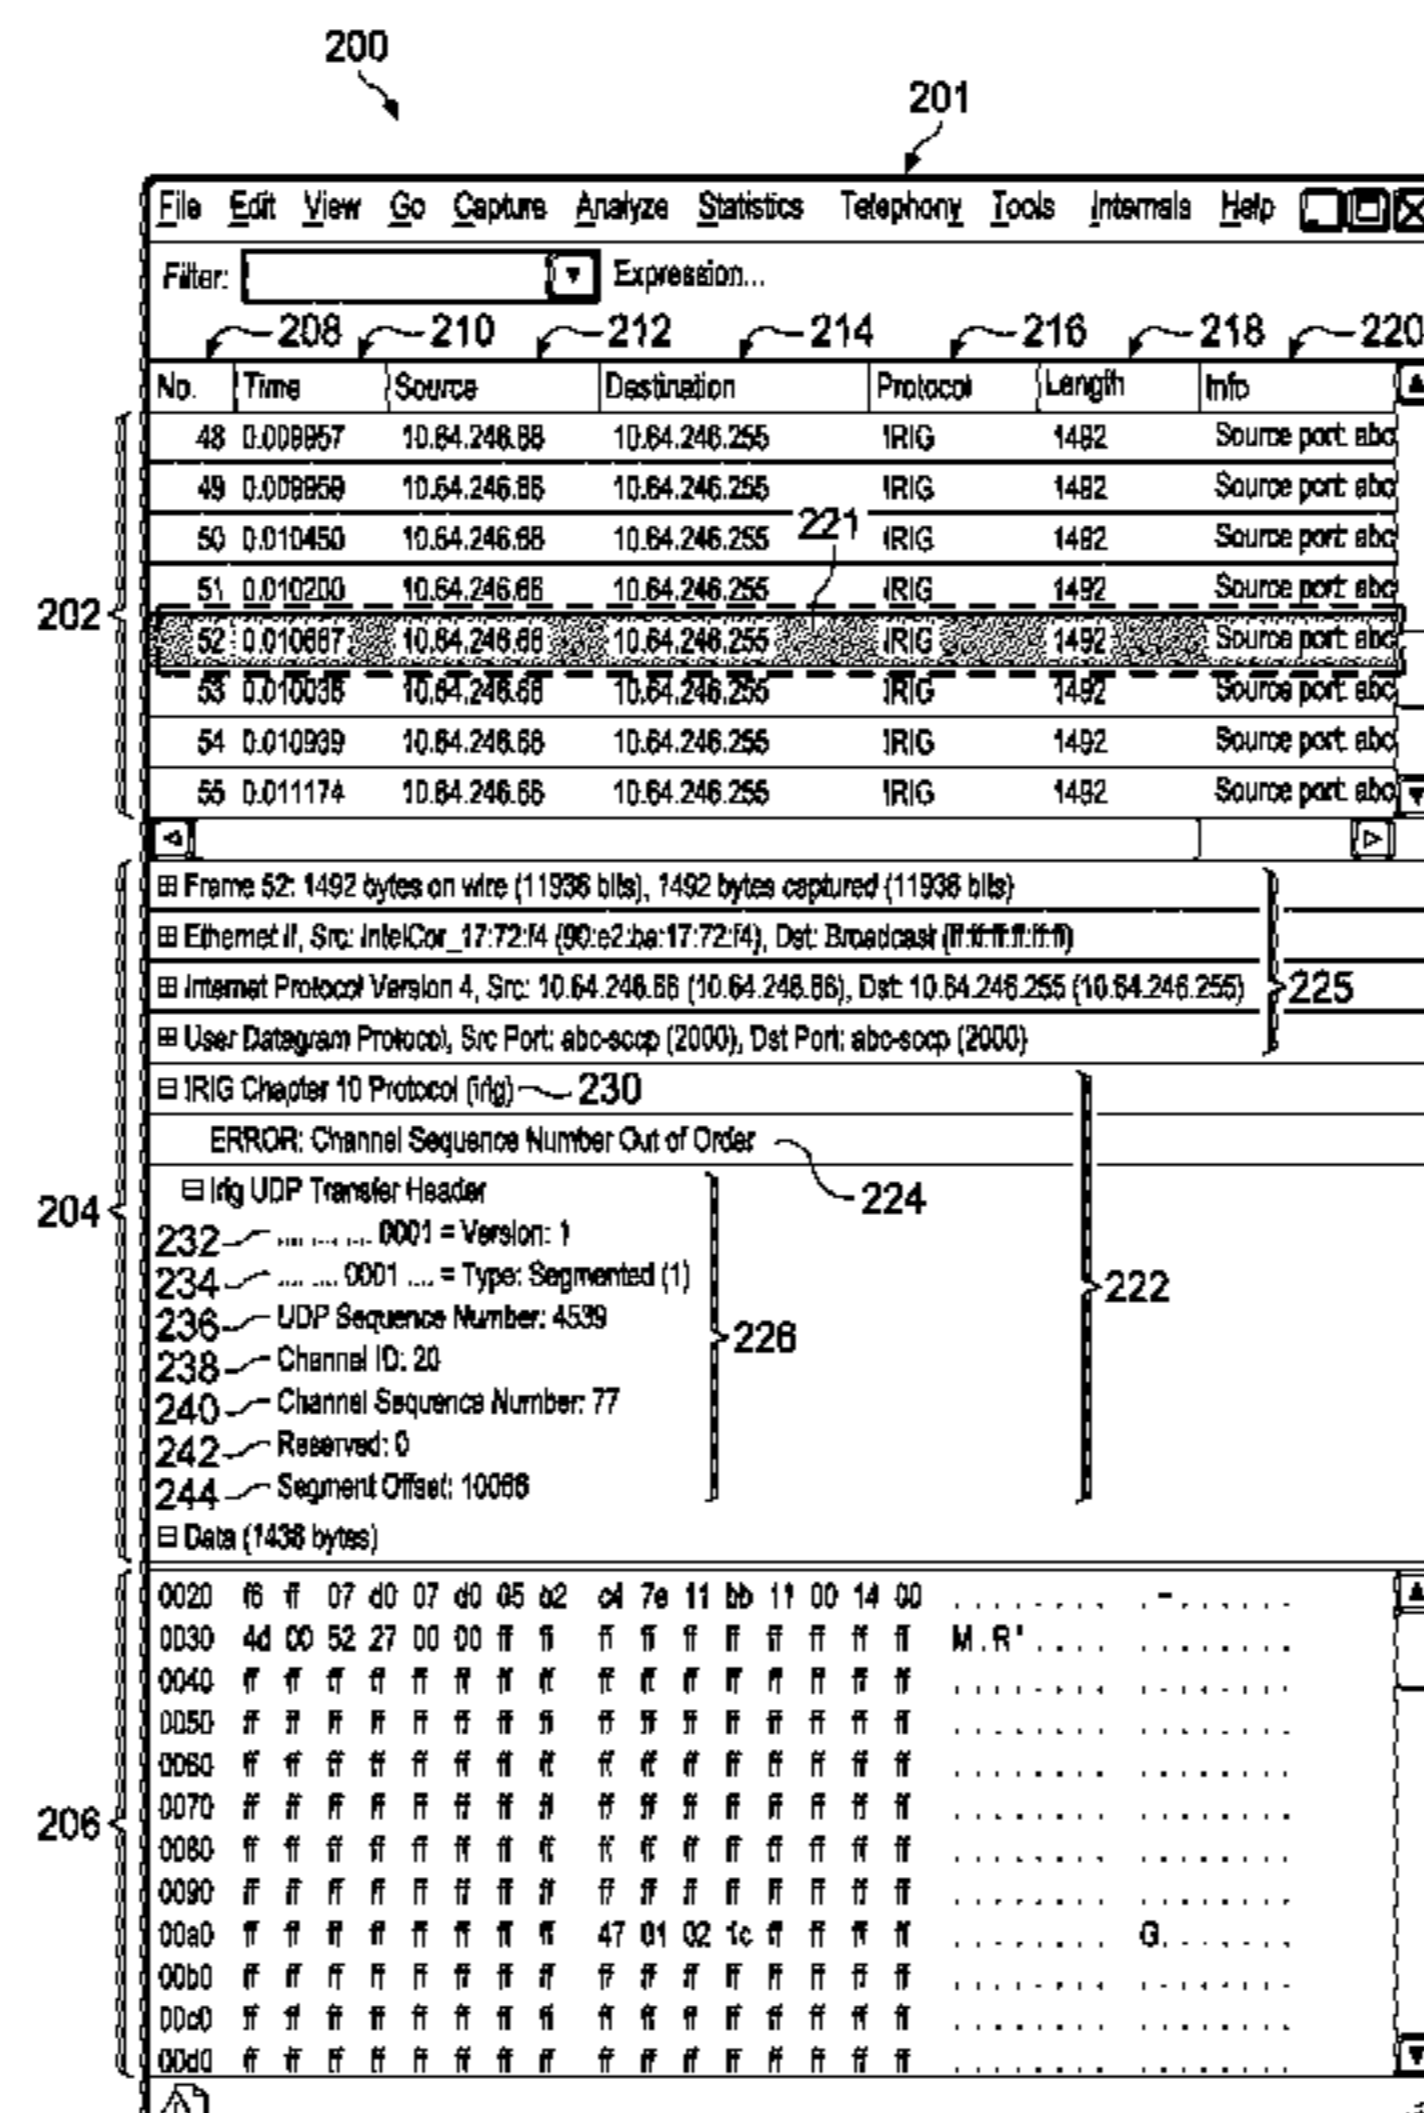 200
201
File Edit View Go Capture Analyze Statistics Telephony Tools Internals Help
Filter: Expression...
208 210 212 214 216 218 220
No. Time Source Destination Protocol Length Info
48 0.009957 10.64.246.66 10.64.246.255 IRIG 1492 Source port: abc
49 0.009959 10.64.246.66 10.64.246.255 IRIG 1492 Source port: abc
221
50 0.010450 10.64.246.66 10.64.246.255 IRIG 1492 Source port: abc
51 0.010200 10.64.246.66 10.64.246.255 IRIG 1492 Source port: abc
202
52 0.010687 10.64.246.66 10.64.246.255 IRIG 1492 Source port: abc
53 10.64.246.66 10.64.246.255 IRIG 1492 Source port: abc
54 0.010939 10.64.246.66 10.64.246.255 IRIG 1492 Source port: abc
55 0.011174 10.64.246.66 10.64.246.255 IRIG 1492 Source port: abc
Frame 52: 1492 bytes on wire (11936 bits), 1492 bytes captured (11936 bits)
Ethernet II, Src: IntelCor_17:72:f4 (90:e2:ba:17:72:f4), Dst: Broadcast (ff:ff:ff:ff:ff:ff)
Internet Protocol Version 4, Src: 10.64.246.66 (10.64.246.66), Dst: 10.64.246.255 (10.64.246.255) 225
User Datagram Protocol, Src Port: abc-sccp (2000), Dst Port: abc-sccp (2000)
IRIG Chapter 10 Protocol (irig) 230
ERROR: Channel Sequence Number Out of Order
224
204
Irig UDP Transfer Header
232 .... .... .... 0001 = Version: 1
234 .... .... 0001 .... = Type: Segmented (1)
222
236 UDP Sequence Number: 4539
226
238 Channel ID: 20
240 Channel Sequence Number: 77
242 Reserved: 0
244 Segment Offset: 10066
Data (1438 bytes)
206
0020 f6 ff 07 d0 07 d0 05 b2 c4 7e 11 bb 11 00 14 00 ........ .~......
0030 4d 00 52 27 00 00 ff ff ff ff ff ff ff ff ff ff M.R'.... ........
0040 ff ff ff ff ff ff ff ff ff ff ff ff ff ff ff ff ........ ........
0050 ff ff ff ff ff ff ff ff ff ff ff ff ff ff ff ff ........ ........
0060 ff ff ff ff ff ff ff ff ff ff ff ff ff ff ff ff ........ ........
0070 ff ff ff ff ff ff ff ff ff ff ff ff ff ff ff ff ........ ........
0080 ff ff ff ff ff ff ff ff ff ff ff ff ff ff ff ff ........ ........
0090 ff ff ff ff ff ff ff ff ff ff ff ff ff ff ff ff ........ ........
00a0 ff ff ff ff ff ff ff ff 47 01 02 1c ff ff ff ff ........ G.......
00b0 ff ff ff ff ff ff ff ff ff ff ff ff ff ff ff ff ........ ........
00c0 ff ff ff ff ff ff ff ff ff ff ff ff ff ff ff ff ........ ........
00d0 ff ff ff ff ff ff ff ff ff ff ff ff ff ff ff ff ........ ........